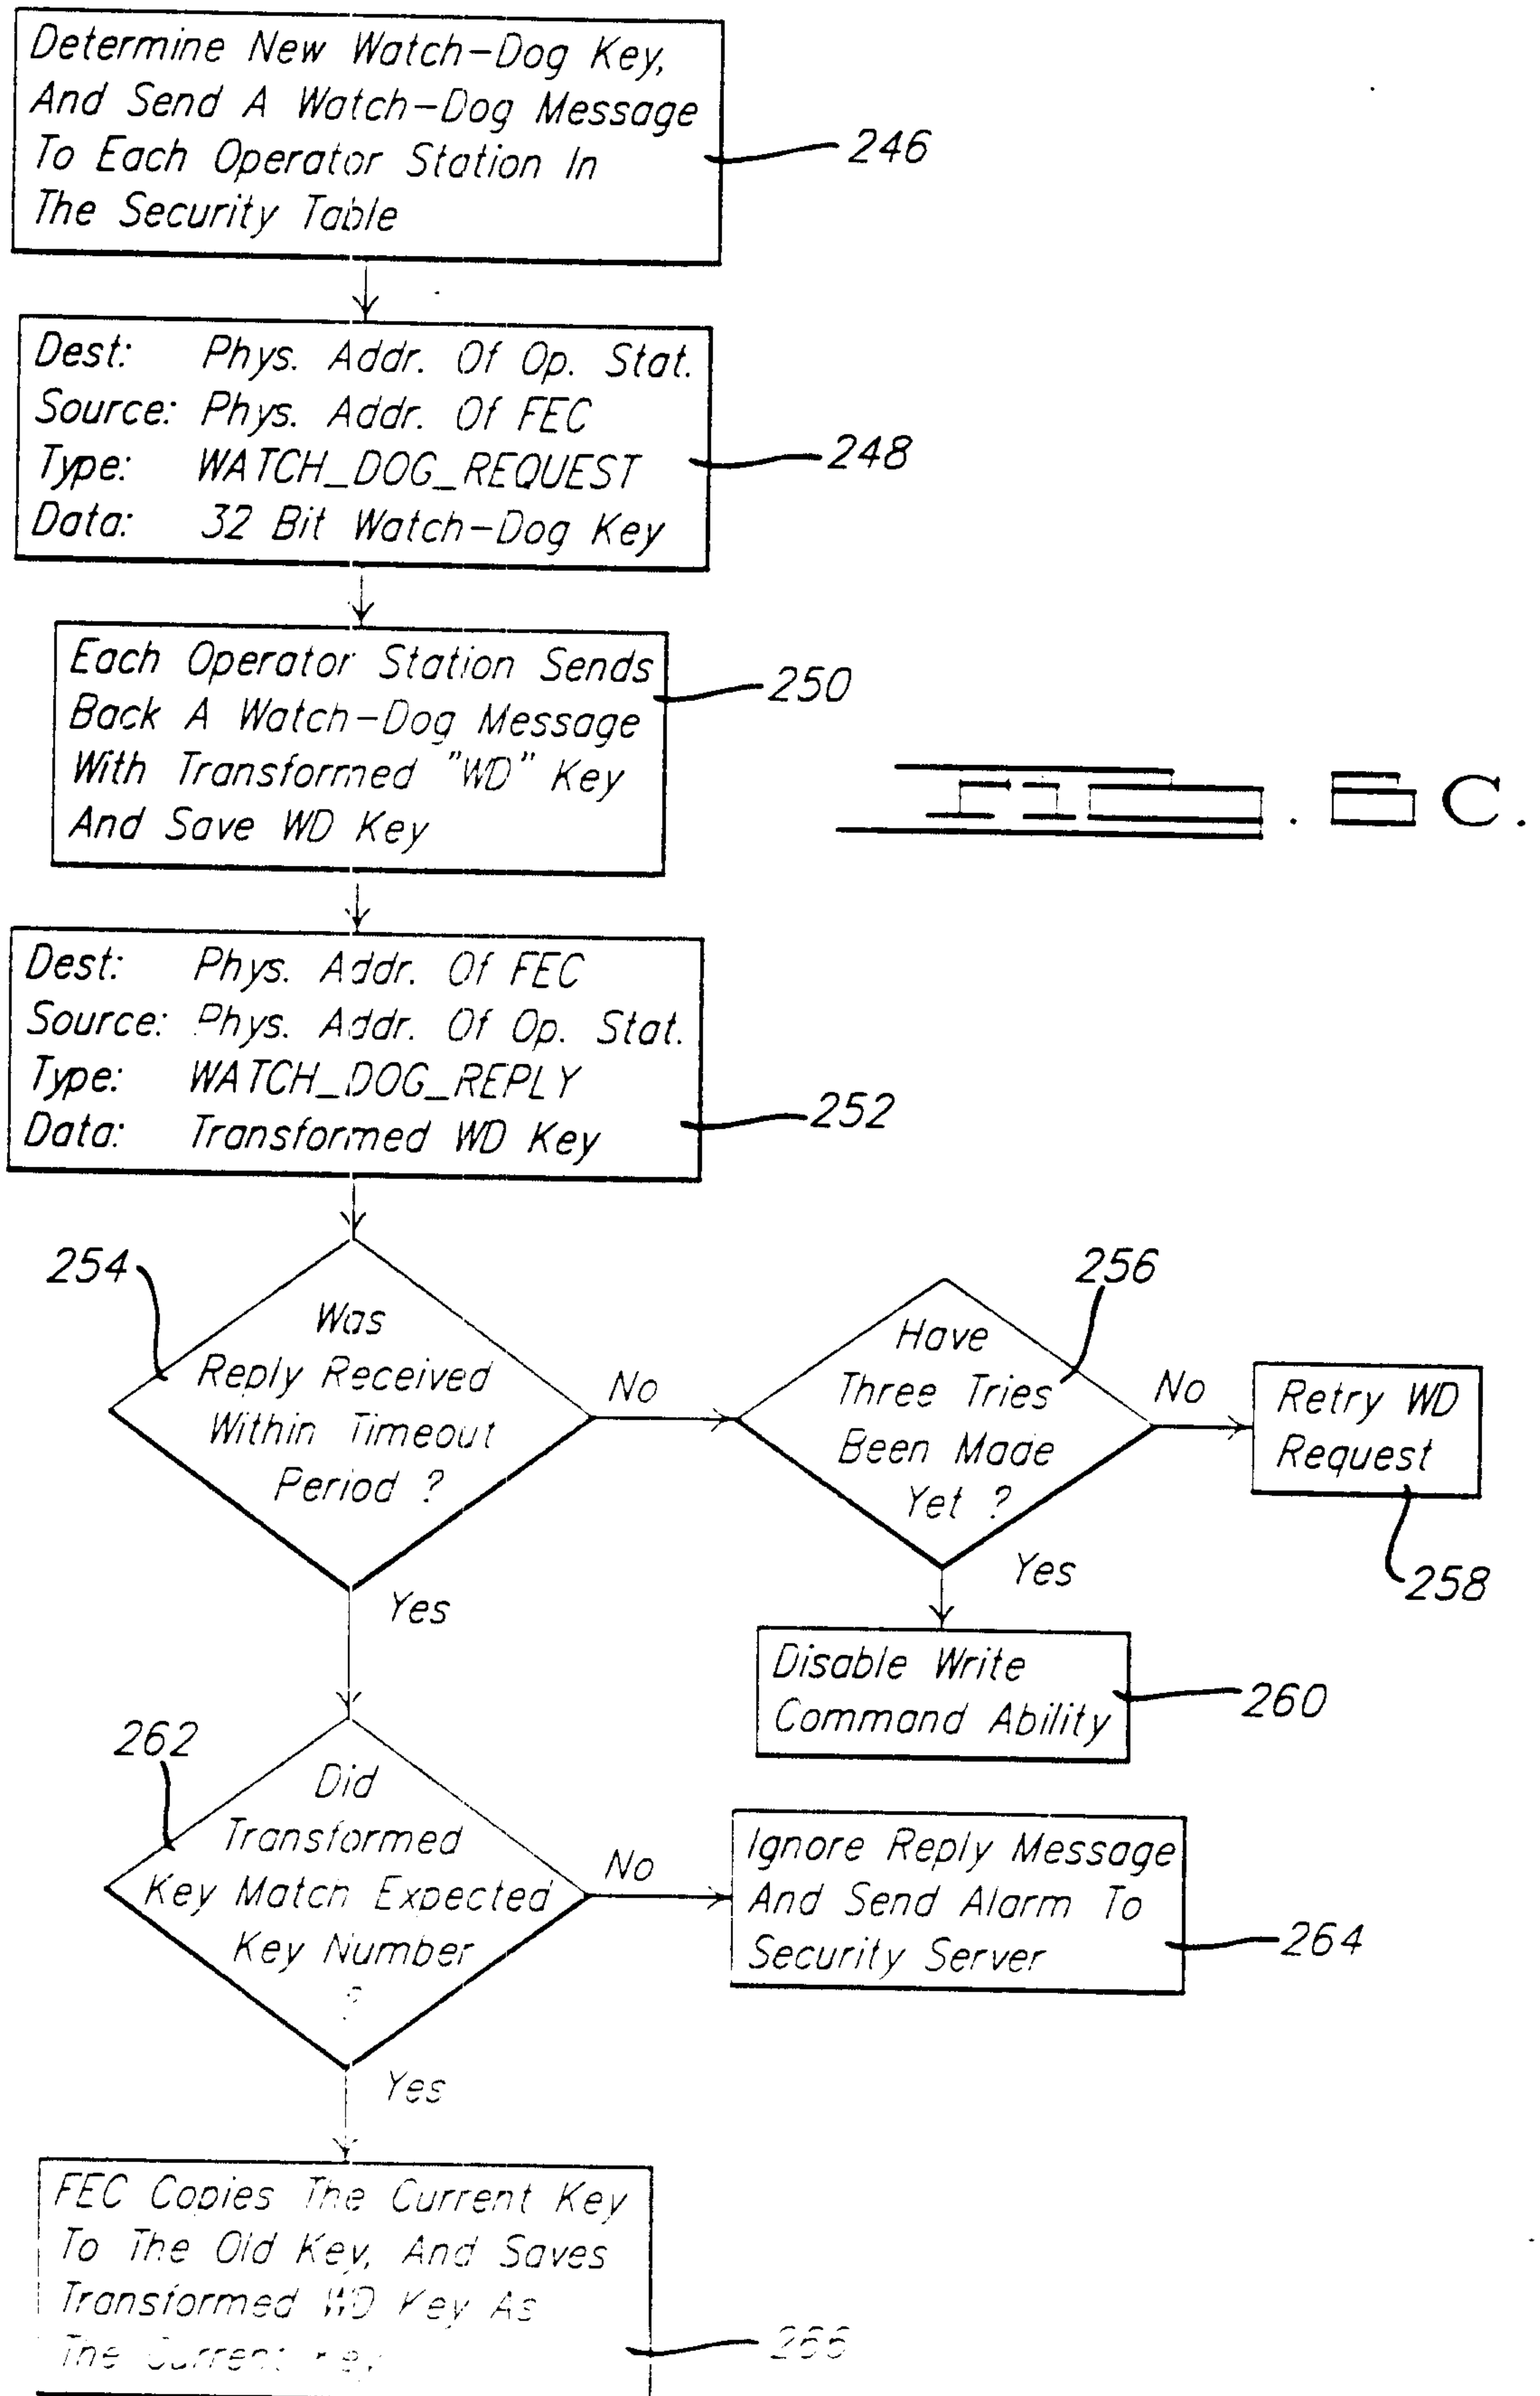 Determine New Watch-Dog Key,
And Send A Watch-Dog Message
To Each Operator Station In
The Security Table
246
Dest: Phys. Addr. Of Op. Stat.
Source: Phys. Addr. Of FEC
Type: WATCH_DOG_REQUEST
Data: 32 Bit Watch-Dog Key
248
Each Operator Station Sends
Back A Watch-Dog Message
With Transformed "WD" Key
And Save WD Key
250
C.
Dest: Phys. Addr. Of FEC
Source: Phys. Addr. Of Op. Stat.
Type: WATCH_DOG_REPLY
Data: Transformed WD Key
252
254
Was
Reply Received
Within Timeout
Period ?
No
Yes
256
Have
Three Tries
Been Made
Yet ?
No
Yes
Retry WD
Request
258
Disable Write
Command Ability
260
262
Did
Transformed
Key Match Expected
Key Number
?
No
Yes
Ignore Reply Message
And Send Alarm To
Security Server
264
FEC Copies The Current Key
To The Old Key, And Saves
Transformed WD Key As
The Current Key
266